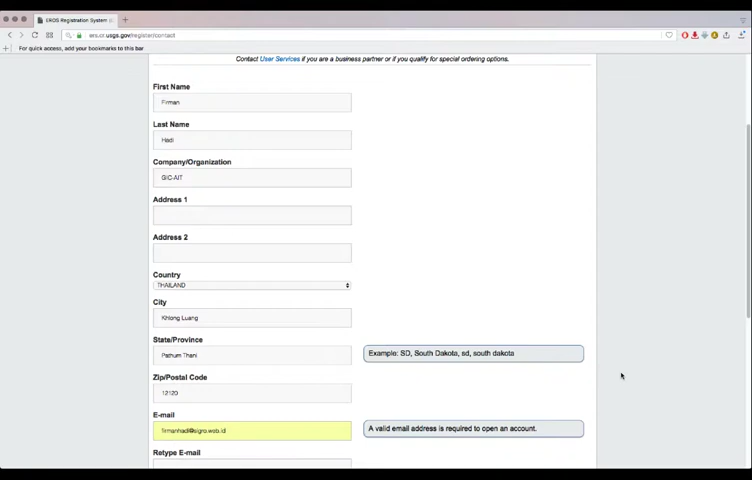 EROS Registration System
ers.cr.usgs.gov/register/contact
For quick access, add your bookmarks to this bar
Contact User Services if you are a business partner or if you qualify for special ordering options.
First Name
Firman
Last Name
Hadi
Company/Organization
GIC-AIT
Address 1
Address 2
Country
THAILAND
City
Khlong Luang
State/Province
Pathum Thani
Example: SD, South Dakota, sd, south dakota
Zip/Postal Code
12120
E-mail
firmanhadi@sigro.web.id
A valid email address is required to open an account.
Retype E-mail